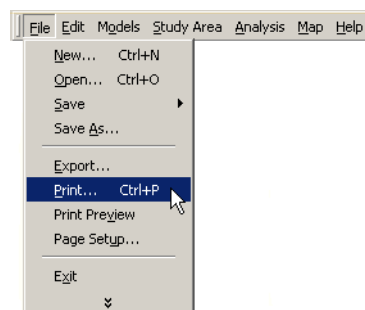 File Edit Models Study Area Analysis Map Help
New... Ctrl+N
Open... Ctrl+O
Save
Save As...
Export...
Print... Ctrl+P
Print Preview
Page Setup...
Exit